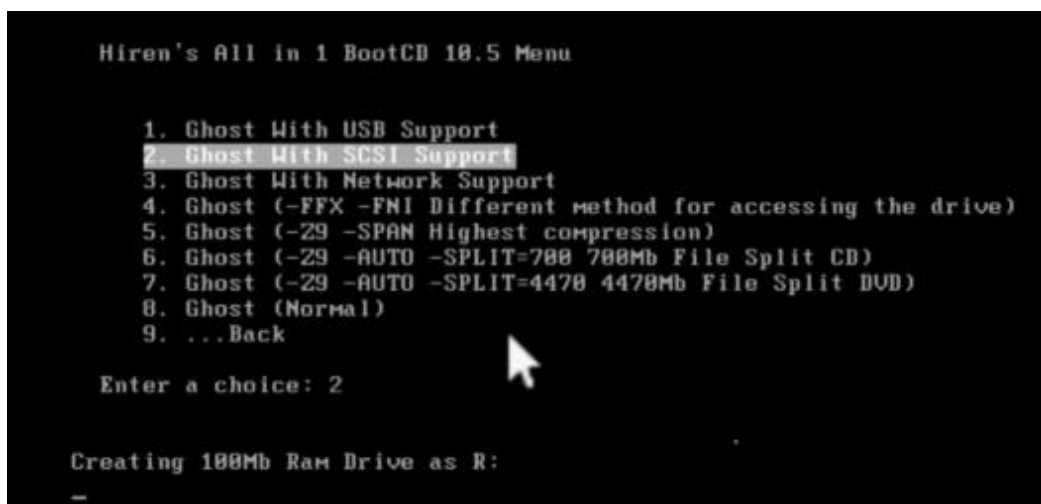 Hiren's All in 1 BootCD 10.5 Menu
1. Ghost With USB Support
2. Ghost With SCSI Support
3. Ghost With Network Support
4. Ghost (-FFX -FNI Different method for accessing the drive)
5. Ghost (-Z9 -SPAN Highest compression)
6. Ghost (-Z9 -AUTO -SPLIT=700 700Mb File Split CD)
7. Ghost (-Z9 -AUTO -SPLIT=4470 4470Mb File Split DVD)
8. Ghost (Normal)
9. ...Back
Enter a choice: 2
Creating 100Mb Ram Drive as R:
_